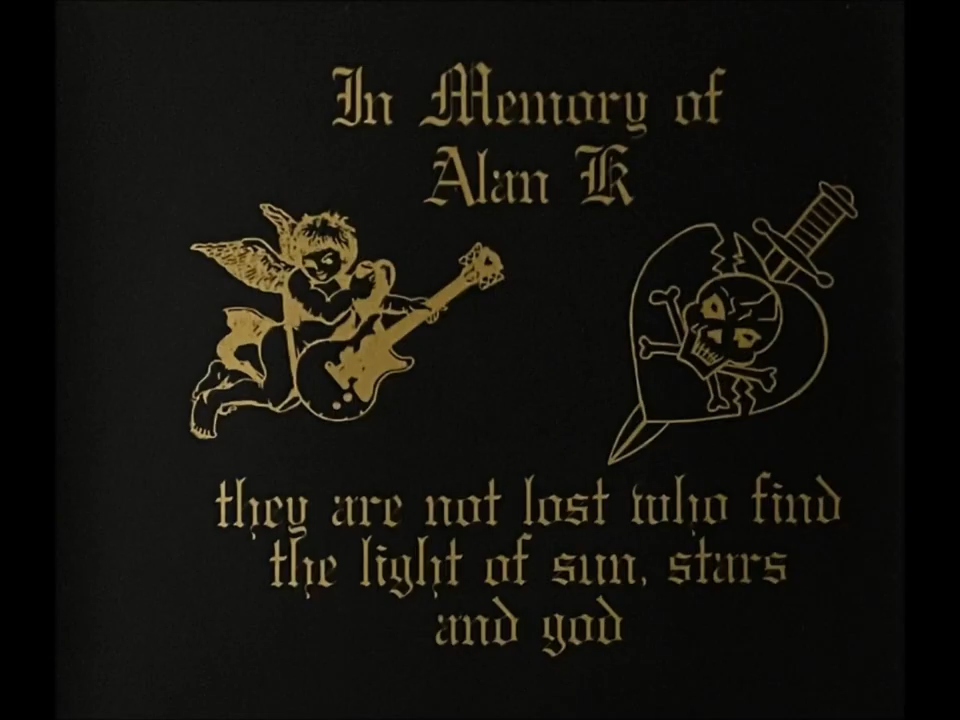 In Memory of
Alan K
they are not lost who find
the light of sun, stars
and god